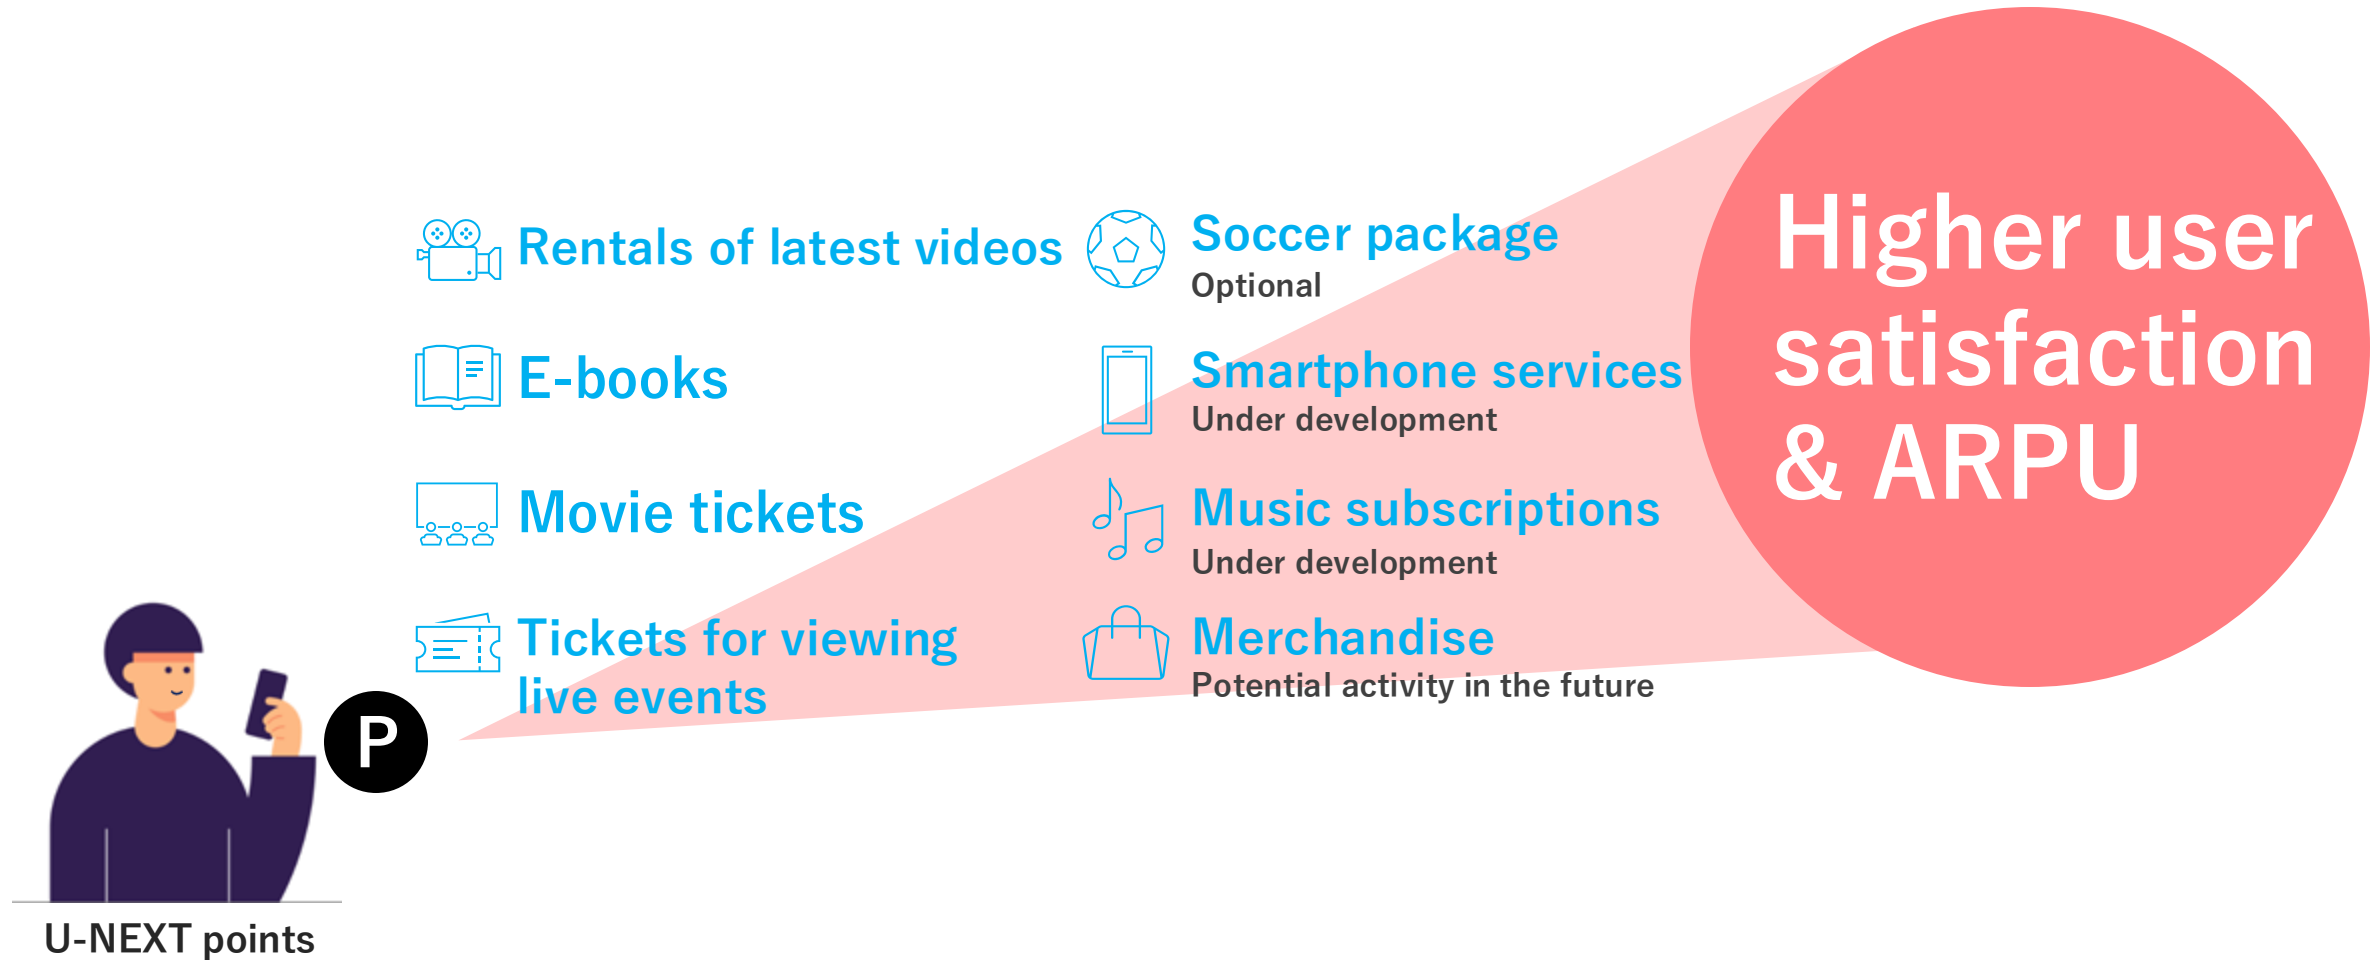 Rentals of latest videos
E-books
Movie tickets
Tickets for viewing
live events
Soccer package
Optional
Smartphone services
Under development
Music subscriptions
Under development
Merchandise
Potential activity in the future
Higher user
satisfaction
& ARPU
P
U-NEXT points